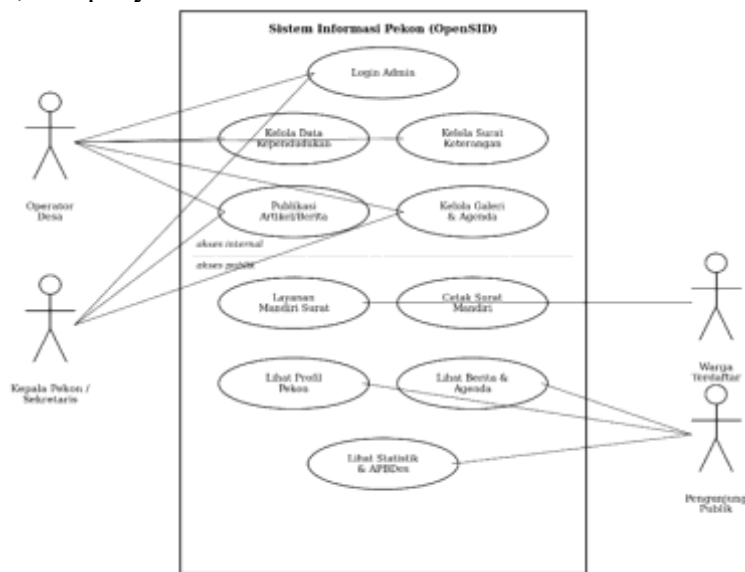 Sistem Informasi Pekon (OpenSID)
Login Admin
Kelola Data
Kependudukan
Kelola Surat
Keterangan
Operator
Desa
Publikasi
Artikel/Berita
Kelola Galeri
& Agenda
akses internal
akses publik
Layanan
Mandiri Surat
Cetak Surat
Mandiri
Kepala Pekon /
Sekretaris
Warga
Terdaftar
Lihat Profil
Pekon
Lihat Berita &
Agenda
Lihat Statistik
& APBDes
Pengunjung
Publik